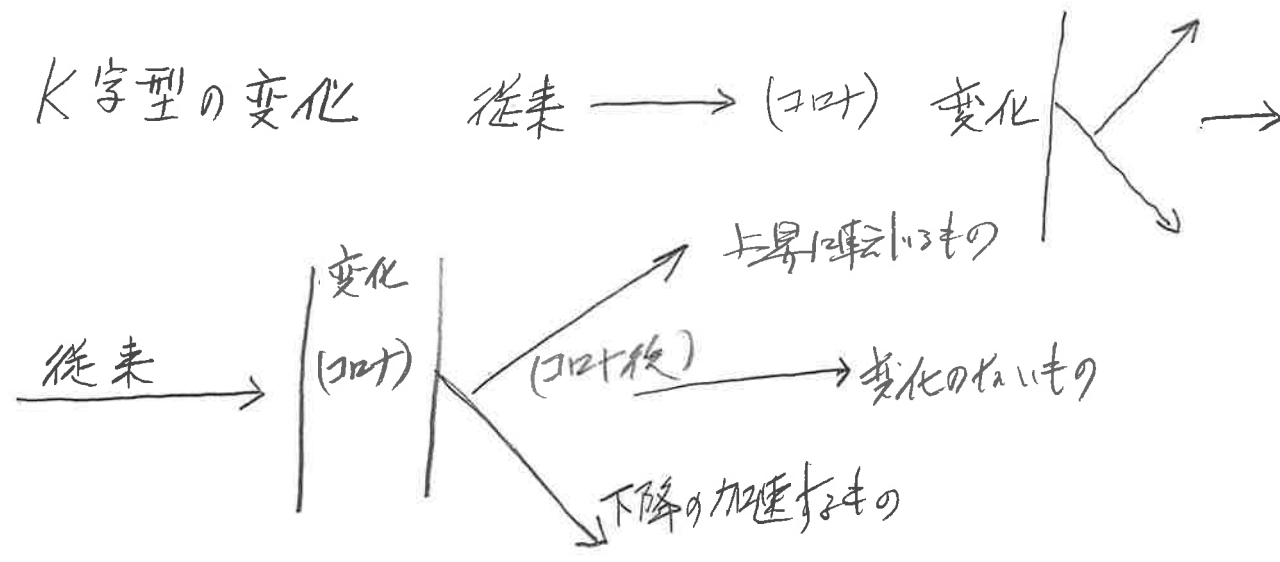 K字型の変化 従来 → (コロナ) 変化 K →
変化
上昇に転じるもの
従来 → (コロナ) K (コロナ後) → 変化のないもの
下降の加速するもの